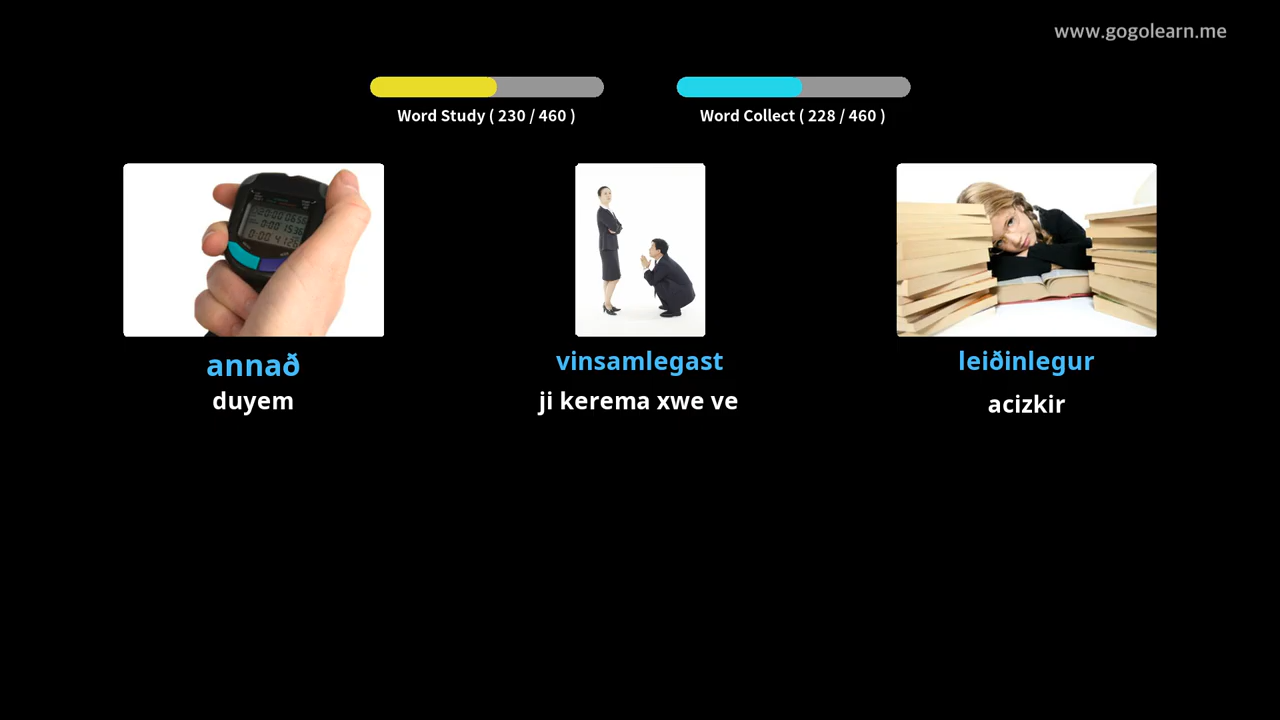 www.gogolearn.me
Word Study ( 230 / 460 )
Word Collect ( 228 / 460 )
annað
vinsamlegast
leiðinlegur
duyem
ji kerema xwe ve
acizkir